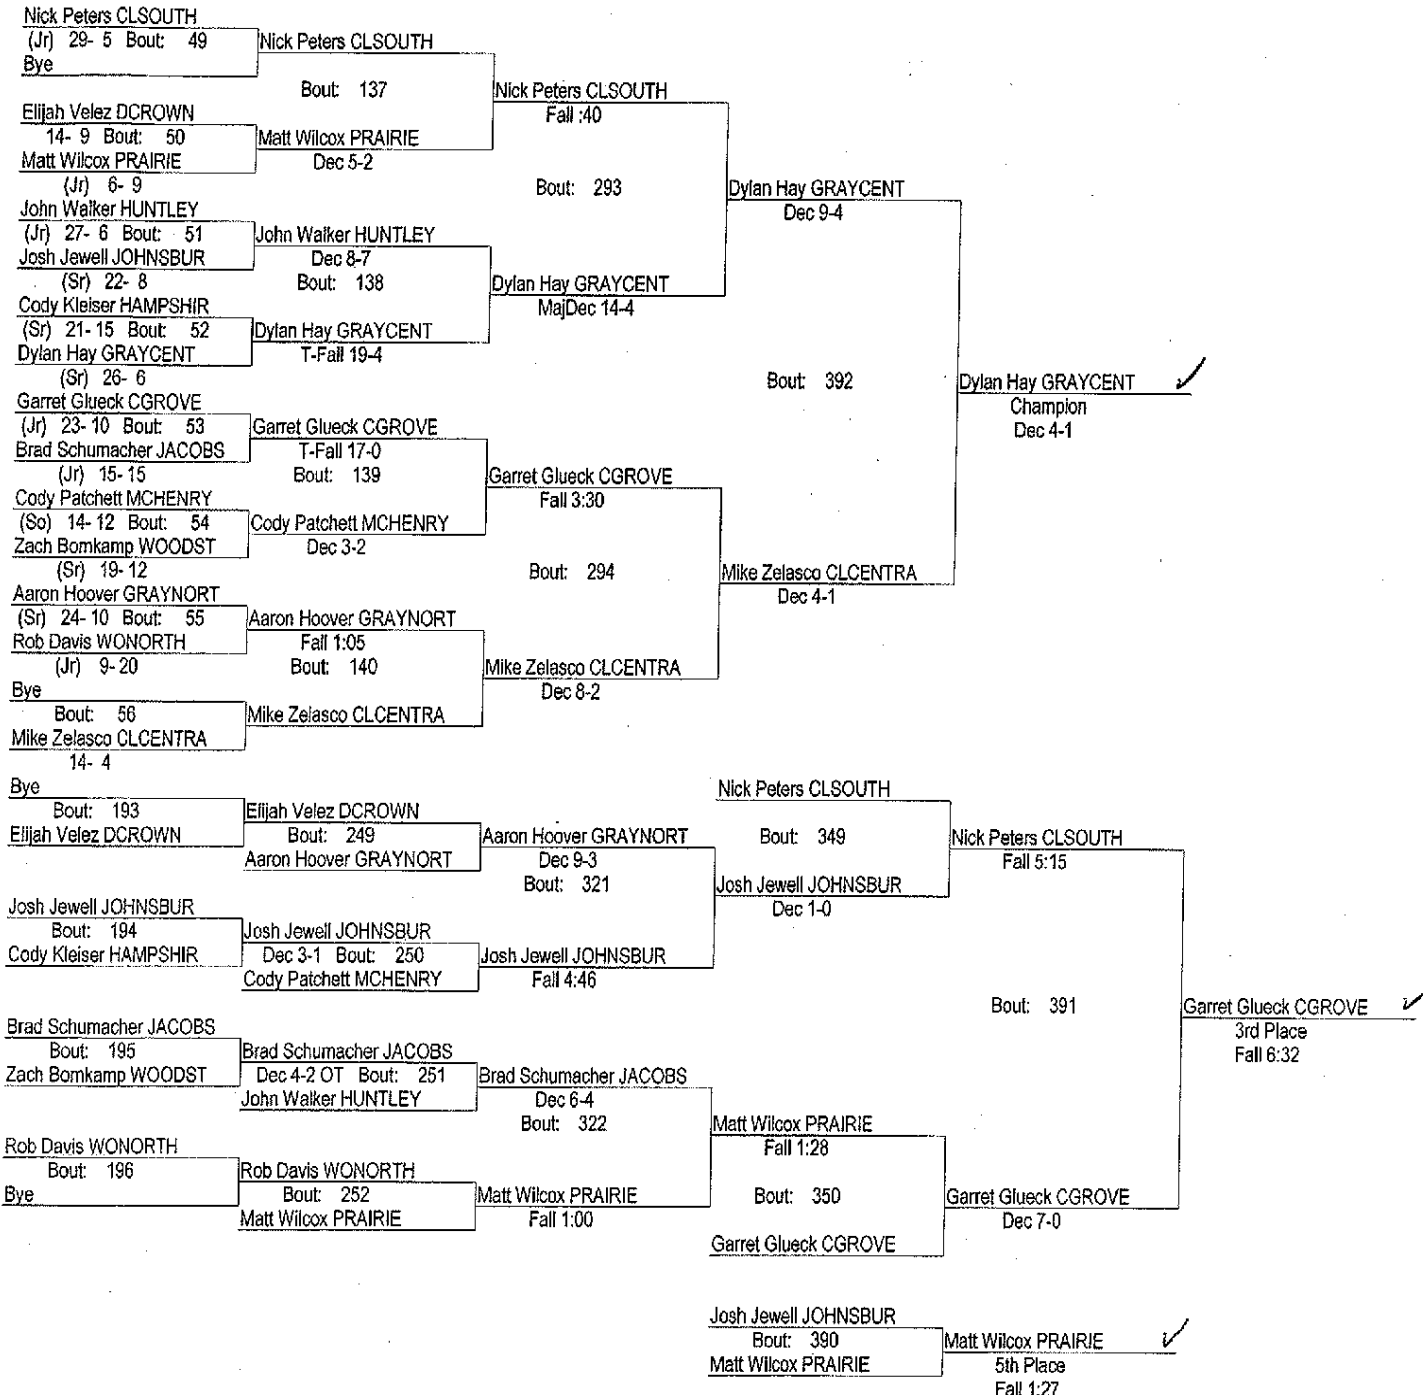 Nick Peters CLSOUTH
(Jr) 29- 5 Bout: 49
Bye
Nick Peters CLSOUTH
Bout: 137
Elijah Velez DCROWN
14- 9 Bout: 50
Matt Wilcox PRAIRIE
(Jr) 6- 9
Matt Wilcox PRAIRIE
Dec 5-2
Nick Peters CLSOUTH
Fall :40
Bout: 293
John Walker HUNTLEY
(Jr) 27- 6 Bout: 51
Josh Jewell JOHNSBUR
(Sr) 22- 8
John Walker HUNTLEY
Dec 8-7
Bout: 138
Cody Kleiser HAMPSHIR
(Sr) 21- 15 Bout: 52
Dylan Hay GRAYCENT
(Sr) 26- 6
Dylan Hay GRAYCENT
T-Fall 19-4
Dylan Hay GRAYCENT
MajDec 14-4
Dylan Hay GRAYCENT
Dec 9-4
Bout: 392
Dylan Hay GRAYCENT
Champion
Dec 4-1
Garret Glueck CGROVE
(Jr) 23- 10 Bout: 53
Brad Schumacher JACOBS
(Jr) 15- 15
Garret Glueck CGROVE
T-Fall 17-0
Bout: 139
Cody Patchett MCHENRY
(So) 14- 12 Bout: 54
Zach Bomkamp WOODST
(Sr) 19- 12
Cody Patchett MCHENRY
Dec 3-2
Garret Glueck CGROVE
Fall 3:30
Bout: 294
Aaron Hoover GRAYNORT
(Sr) 24- 10 Bout: 55
Rob Davis WONORTH
(Jr) 9- 20
Aaron Hoover GRAYNORT
Fall 1:05
Bout: 140
Bye
Bout: 56
Mike Zelasco CLCENTRA
14- 4
Mike Zelasco CLCENTRA
Mike Zelasco CLCENTRA
Dec 8-2
Mike Zelasco CLCENTRA
Dec 4-1
Bye
Bout: 193
Elijah Velez DCROWN
Elijah Velez DCROWN
Bout: 249
Aaron Hoover GRAYNORT
Aaron Hoover GRAYNORT
Dec 9-3
Bout: 321
Josh Jewell JOHNSBUR
Bout: 194
Cody Kleiser HAMPSHIR
Josh Jewell JOHNSBUR
Dec 3-1 Bout: 250
Cody Patchett MCHENRY
Josh Jewell JOHNSBUR
Fall 4:46
Nick Peters CLSOUTH
Bout: 349
Josh Jewell JOHNSBUR
Dec 1-0
Nick Peters CLSOUTH
Fall 5:15
Bout: 391
Garret Glueck CGROVE
3rd Place
Fall 6:32
Brad Schumacher JACOBS
Bout: 195
Zach Bomkamp WOODST
Brad Schumacher JACOBS
Dec 4-2 OT Bout: 251
John Walker HUNTLEY
Brad Schumacher JACOBS
Dec 6-4
Bout: 322
Rob Davis WONORTH
Bout: 196
Bye
Rob Davis WONORTH
Bout: 252
Matt Wilcox PRAIRIE
Matt Wilcox PRAIRIE
Fall 1:00
Matt Wilcox PRAIRIE
Fall 1:28
Bout: 350
Garret Glueck CGROVE
Garret Glueck CGROVE
Dec 7-0
Josh Jewell JOHNSBUR
Bout: 390
Matt Wilcox PRAIRIE
Matt Wilcox PRAIRIE
5th Place
Fall 1:27